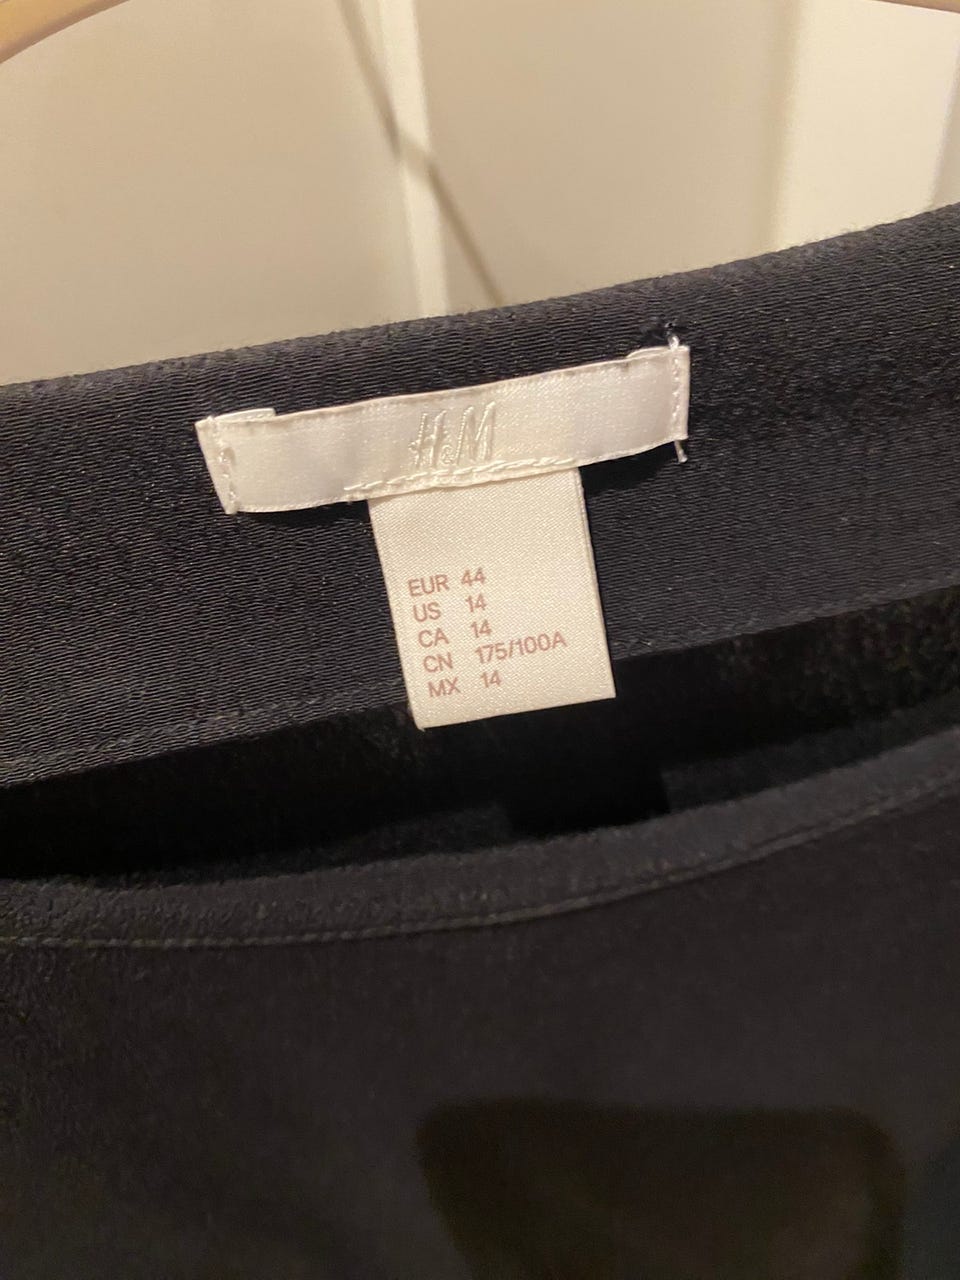 H&M
EUR 44
US 14
CA 14
CN 175/100A
MX 14